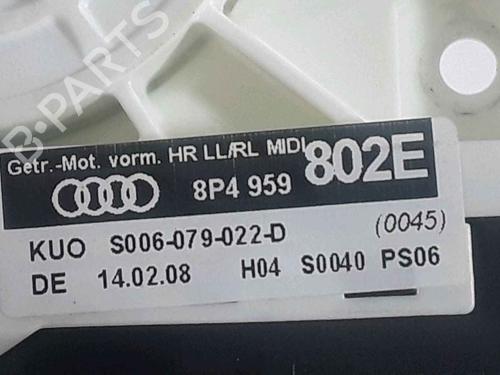 B-PARTS
Getr.-Mot. vorm. HR LL/RL MIDI
8P4 959 802E
KUO S006-079-022-D (0045)
DE 14.02.08 H04 S0040 PS06